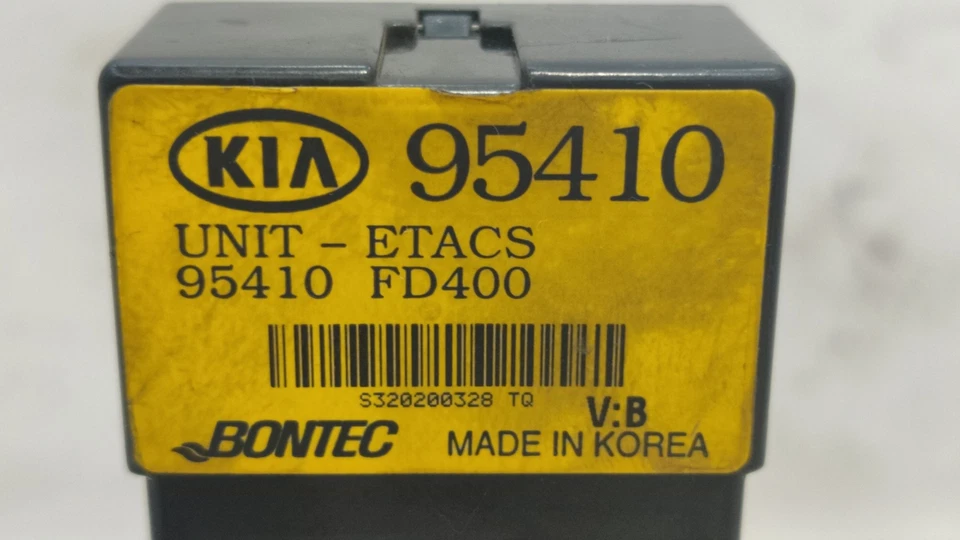 KIA 95410
UNIT - ETACS
95410 FD400
S320200328 TQ
V:B
BONTEC MADE IN KOREA